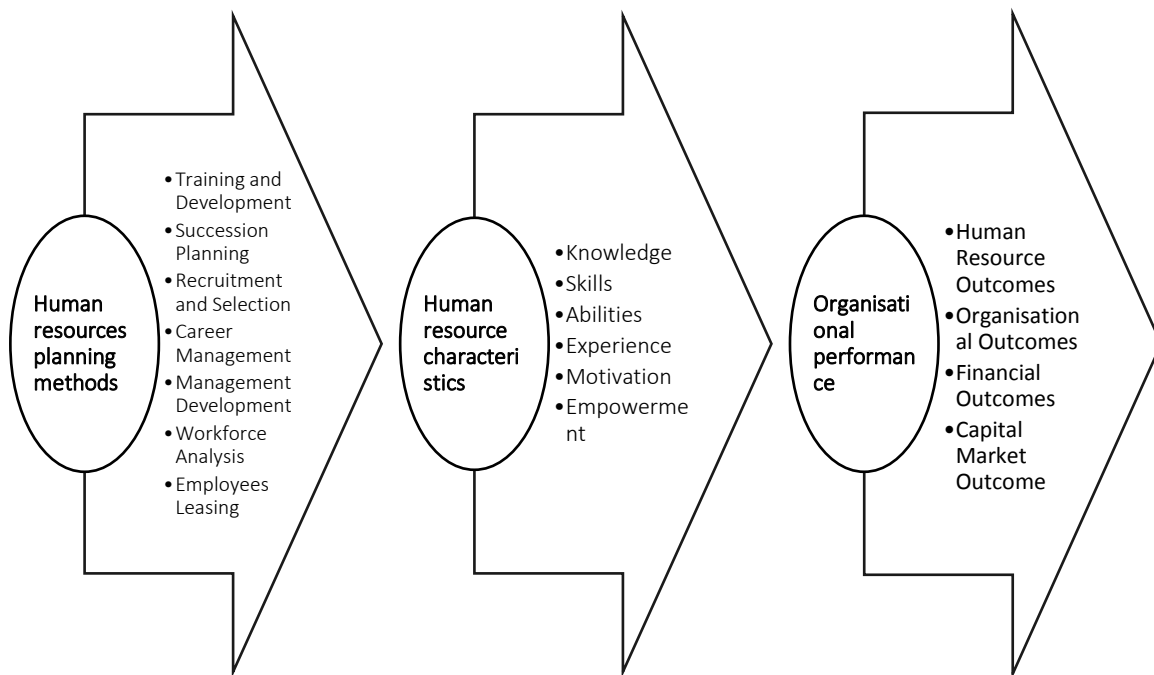 Human
resources
planning
methods
•Training and
Development
•Succession
Planning
•Recruitment
and Selection
•Career
Management
•Management
Development
•Workforce
Analysis
•Employees
Leasing
Human
resource
characteri
stics
•Knowledge
•Skills
•Abilities
•Experience
•Motivation
•Empowerme
nt
Organisati
onal
performan
ce
•Human
Resource
Outcomes
•Organisation
al Outcomes
•Financial
Outcomes
•Capital
Market
Outcome